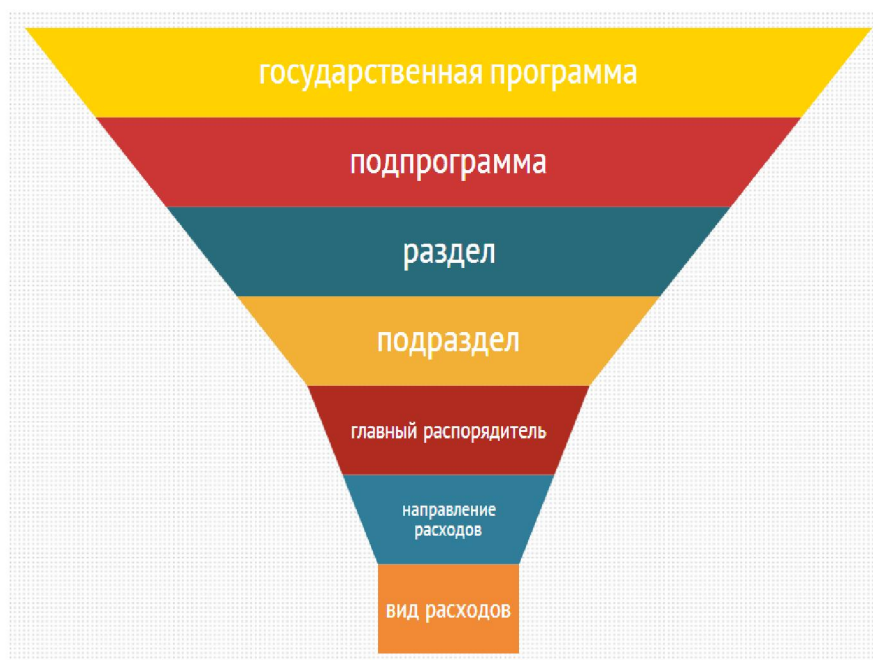 государственная программа
подпрограмма
раздел
подраздел
главный распорядитель
направление
расходов
вид расходов